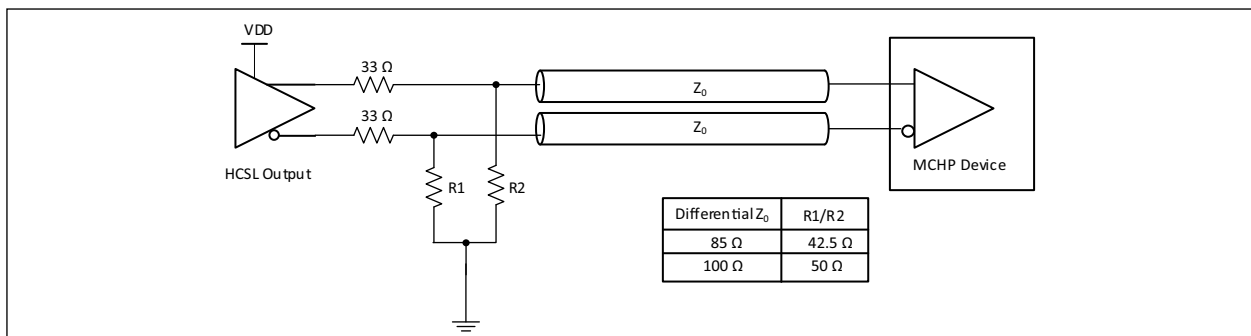 VDD
33 Ω
Z0
33 Ω
Z0
HCSL Output
R1
R2
MCHP Device
Differential Z0 R1/R2
85 Ω 42.5 Ω
100 Ω 50 Ω